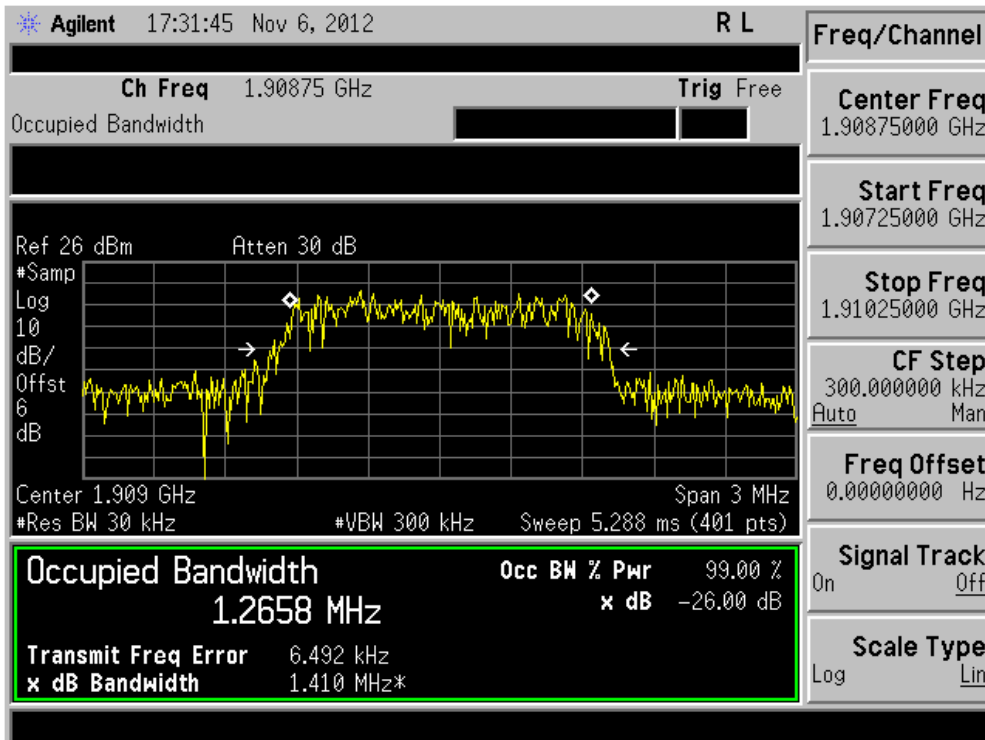 Agilent 17:31:45 Nov 6, 2012 R L
Freq/Channel
Ch Freq 1.90875 GHz Trig Free
Occupied Bandwidth
Center Freq
1.90875000 GHz
Start Freq
1.90725000 GHz
Stop Freq
1.91025000 GHz
CF Step
300.000000 kHz
Auto Man
Freq Offset
0.00000000 Hz
Signal Track
On Off
Scale Type
Log Lin
Ref 26 dBm Atten 30 dB
#Samp
Log
10
dB/
Offst
6
dB
Center 1.909 GHz Span 3 MHz
#Res BW 30 kHz #VBW 300 kHz Sweep 5.288 ms (401 pts)
Occupied Bandwidth Occ BW % Pwr 99.00 %
1.2658 MHz x dB -26.00 dB
Transmit Freq Error 6.492 kHz
x dB Bandwidth 1.410 MHz*